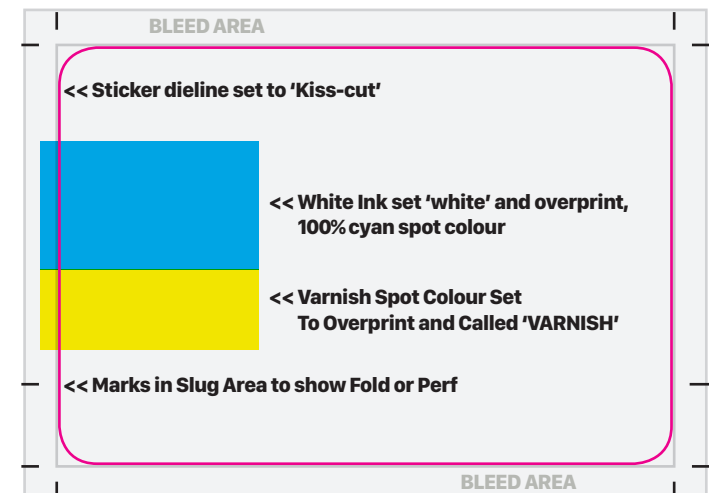 BLEED AREA
<< Sticker dieline set to ‘Kiss-cut’
<< White Ink set ‘white’ and overprint,
100% cyan spot colour
<< Varnish Spot Colour Set
To Overprint and Called ‘VARNISH’
<< Marks in Slug Area to show Fold or Perf
BLEED AREA